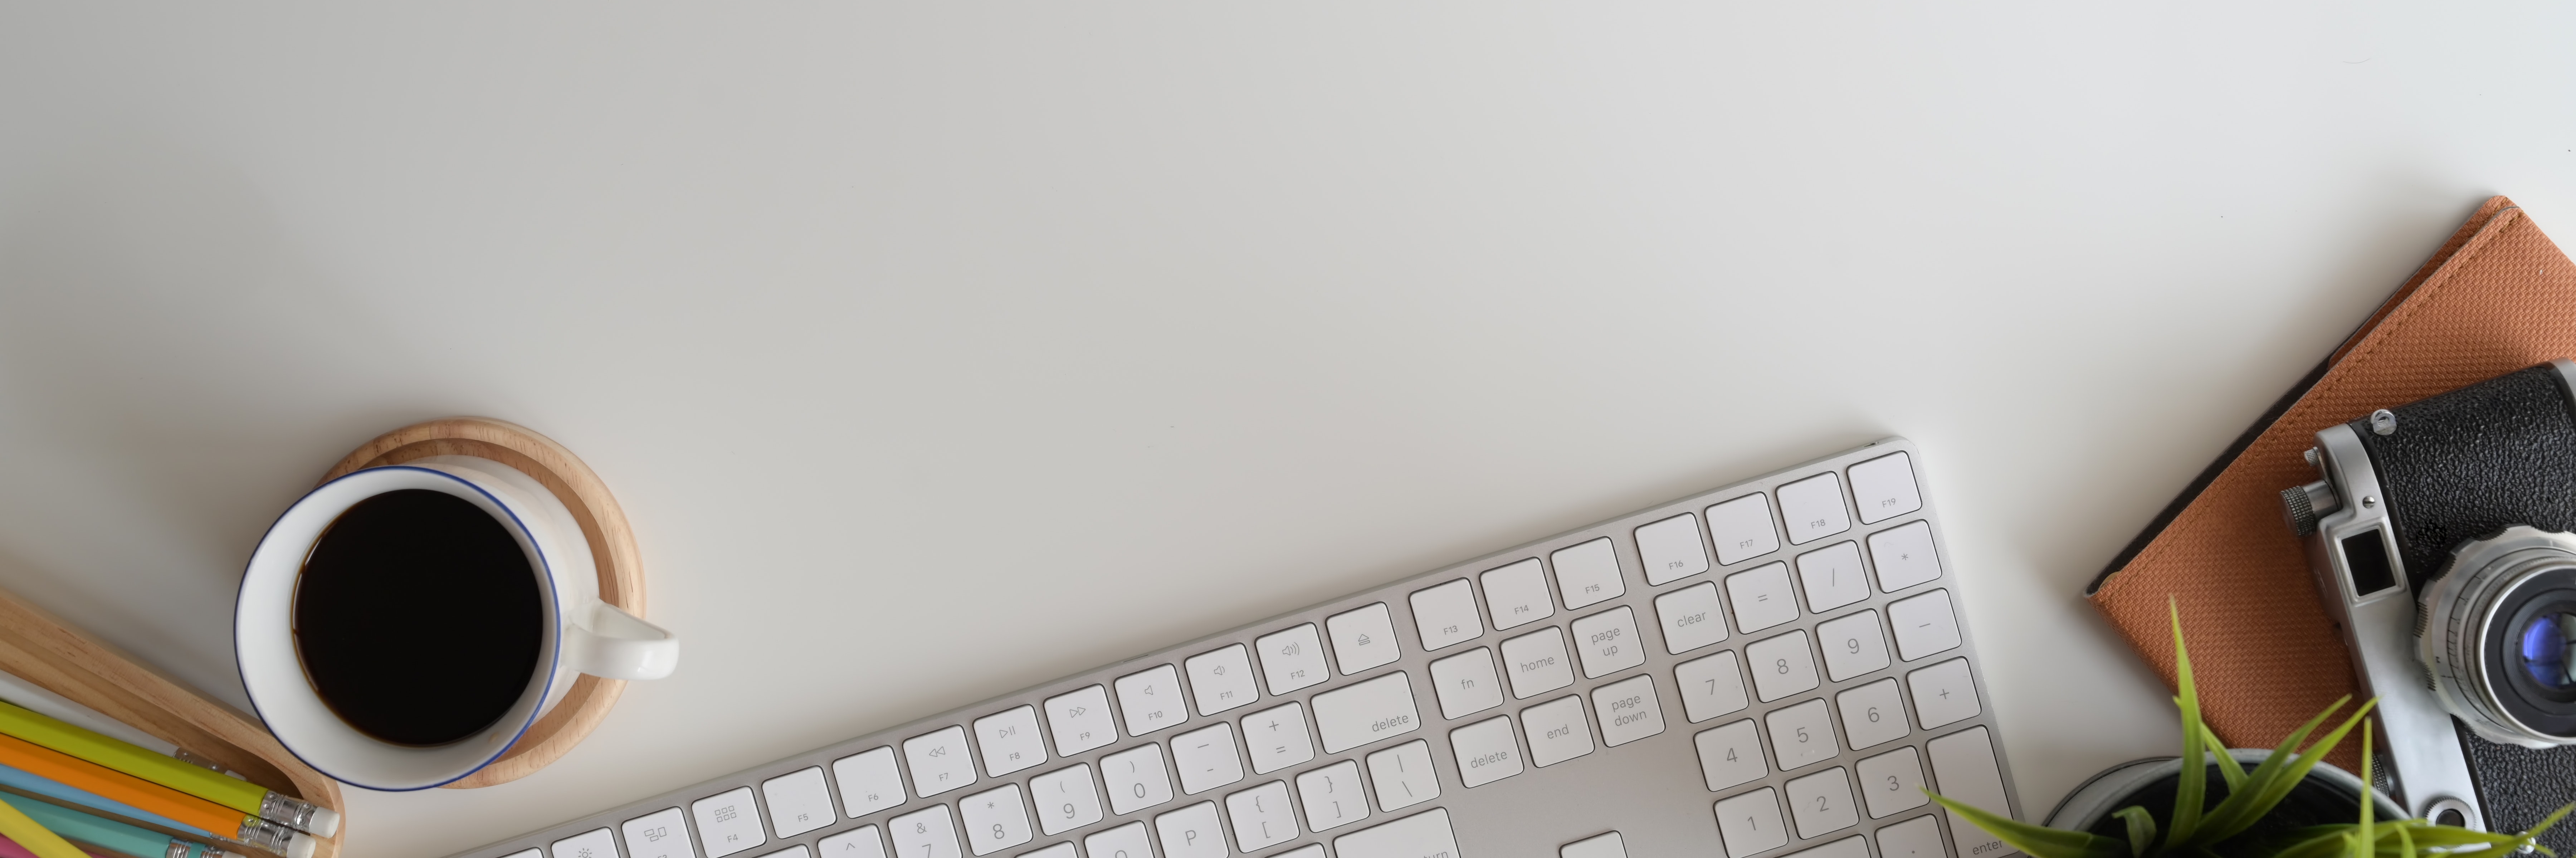 F19
F18
F17
F16
F15
F14
F13
F12
F11
F10
F9
F8
F7
F6
F5
F4
*
/
=
clear
page
up
home
fn
−
9
8
7
page
down
end
delete
delete
+
=
—
-
)
0
(
9
*
8
&
7
^
+
6
5
4
|
\
}
]
{
[
P
3
2
1
enter
.